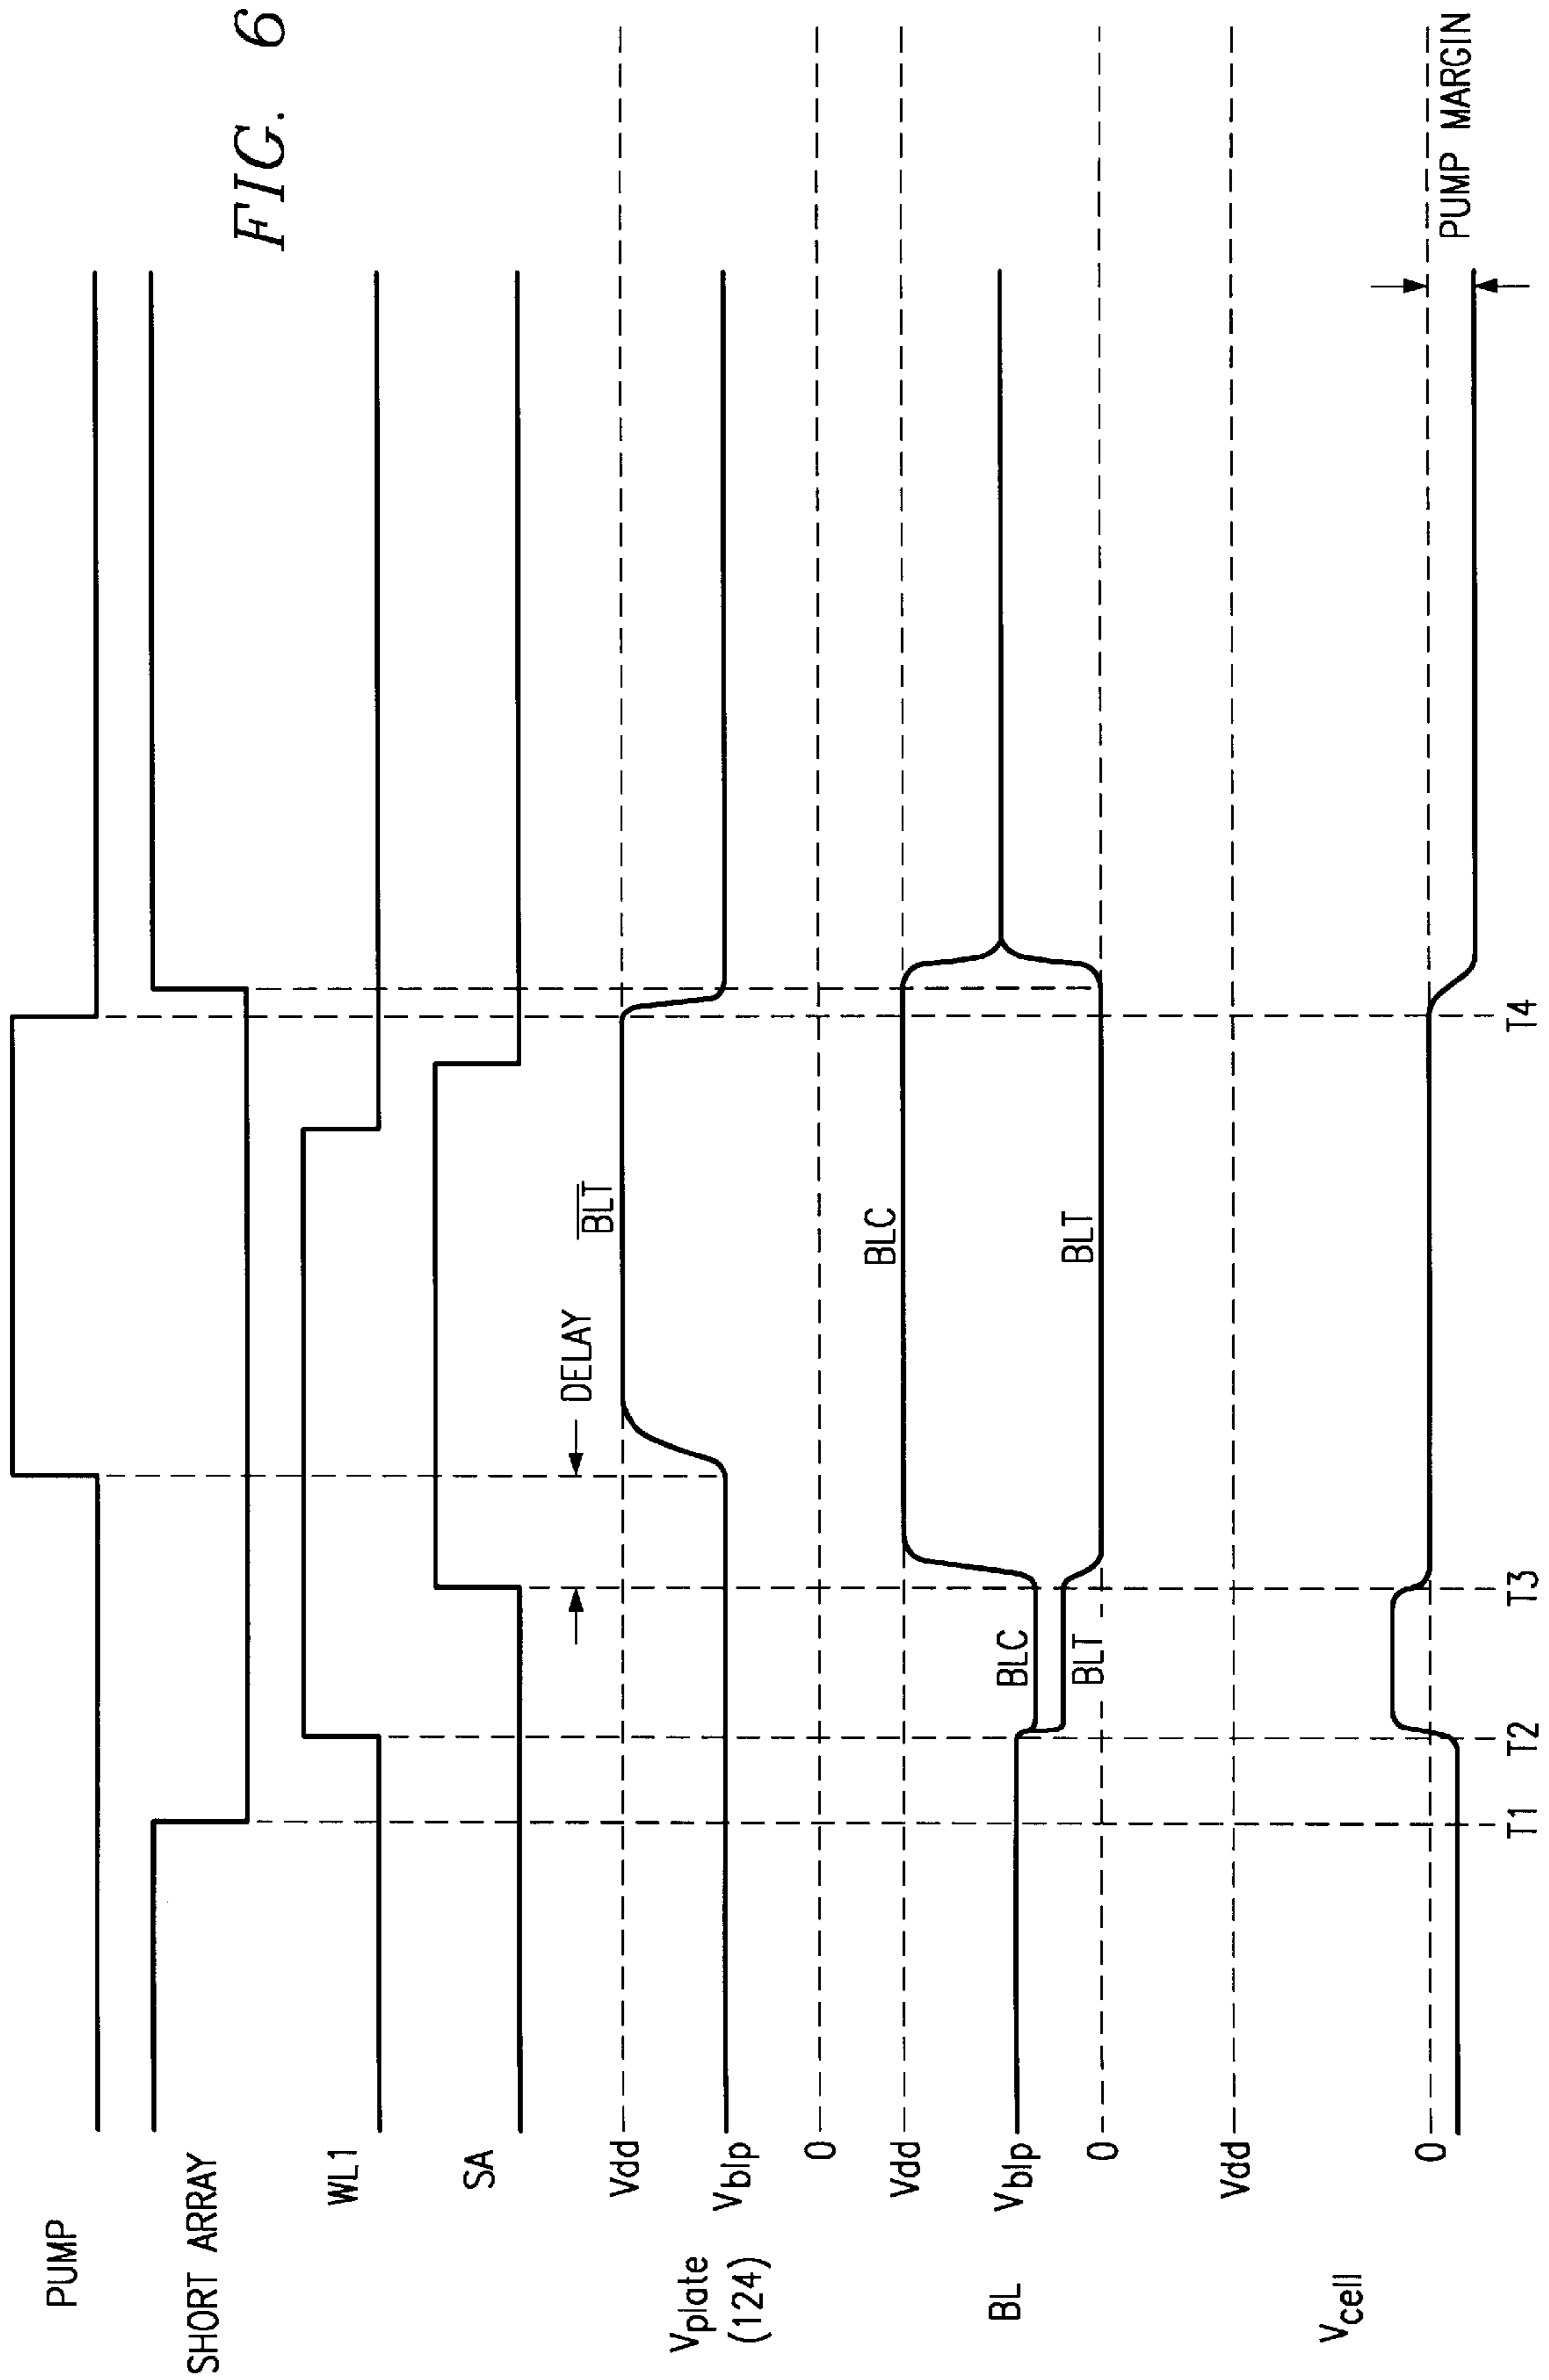 FIG. 6
PUMP
SHORT ARRAY
WL1
SA
DELAY
Vplate
(124)
Vdd
Vblp
0
BLT
BL
Vdd
Vblp
0
BLC
BLT
BLC
BLT
Vcell
Vdd
0
PUMP MARGIN
T1
T2
T3
T4